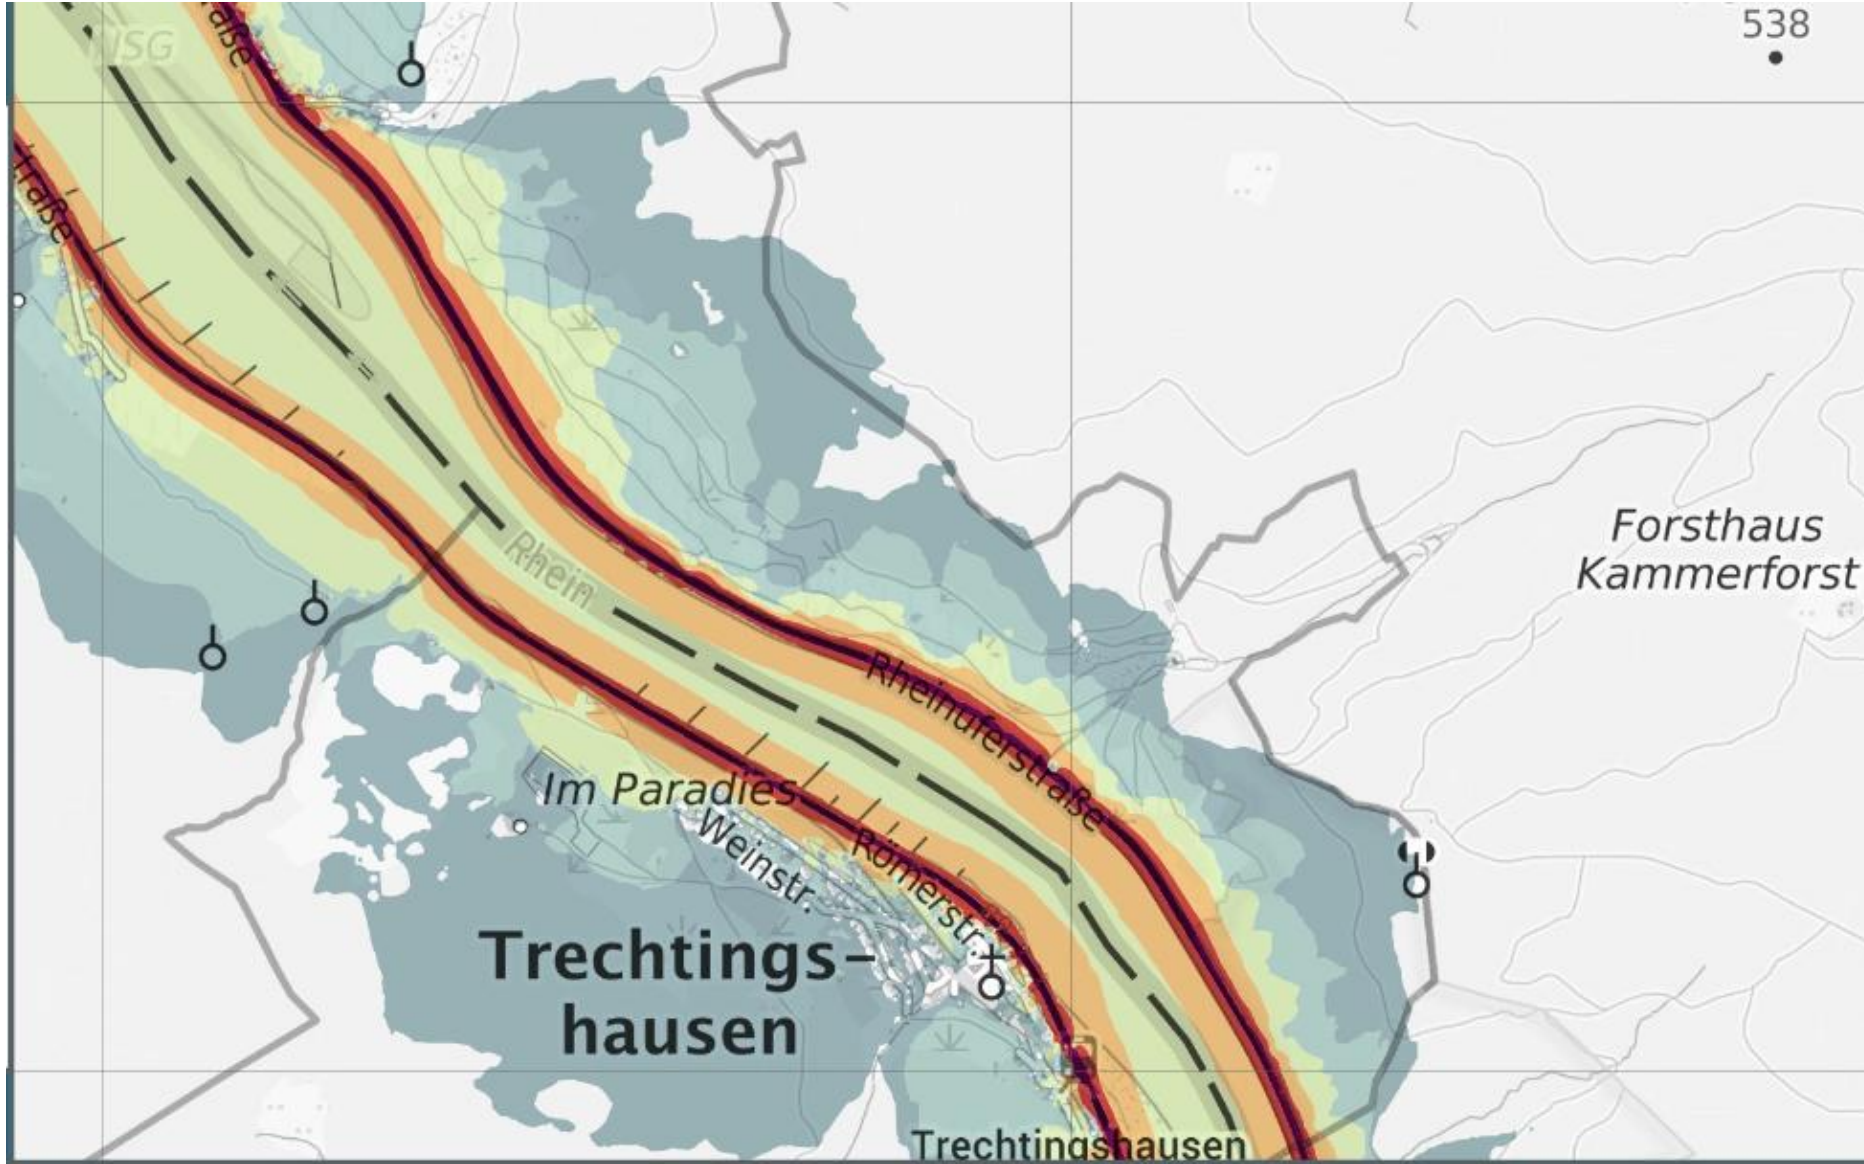 NSG
538
Rhein
Forsthaus
Kammerforst
Rheinuferstraße
Im Paradies
Weinstr.
Römerstr.
Trechtings-
hausen
Trechtingshausen